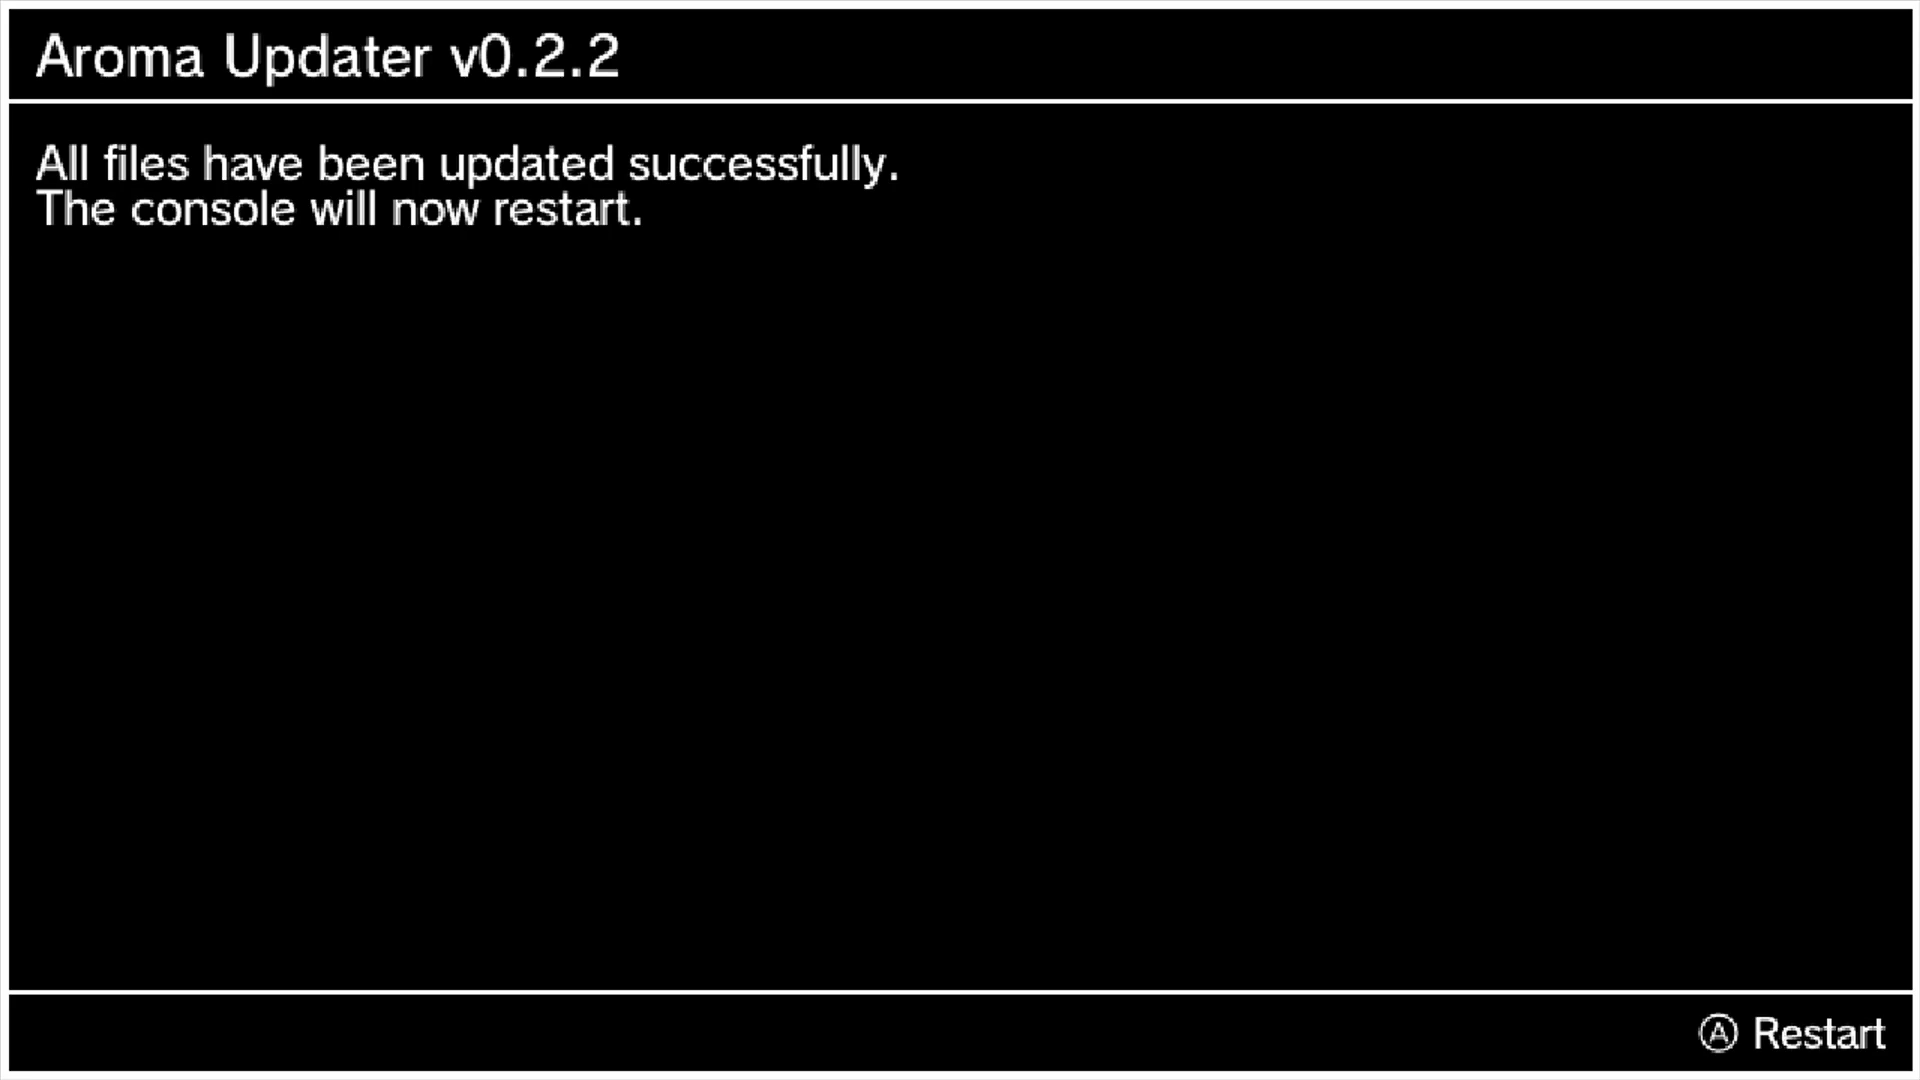 Aroma Updater v0.2.2
All files have been updated successfully.
The console will now restart.
Ⓐ Restart